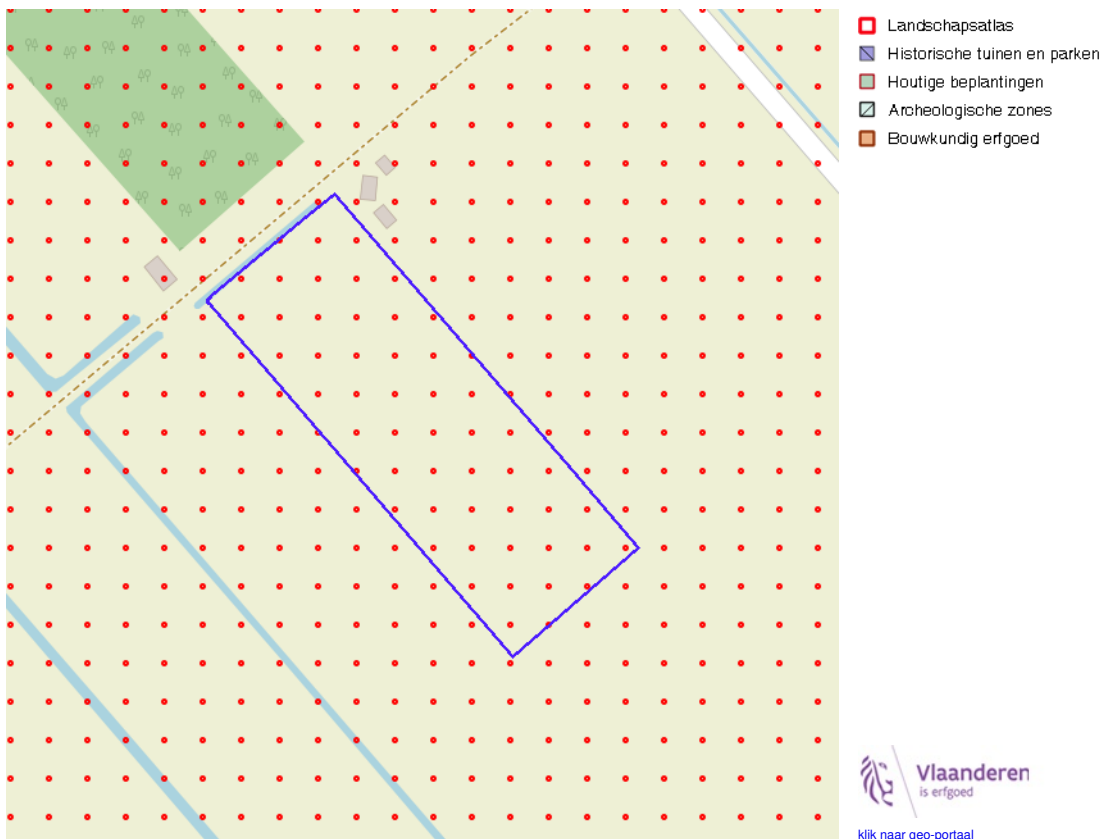 Landschapsatlas
Historische tuinen en parken
Houtige beplantingen
Archeologische zones
Bouwkundig erfgoed
Vlaanderen
is erfgoed
klik naar geo-portaal